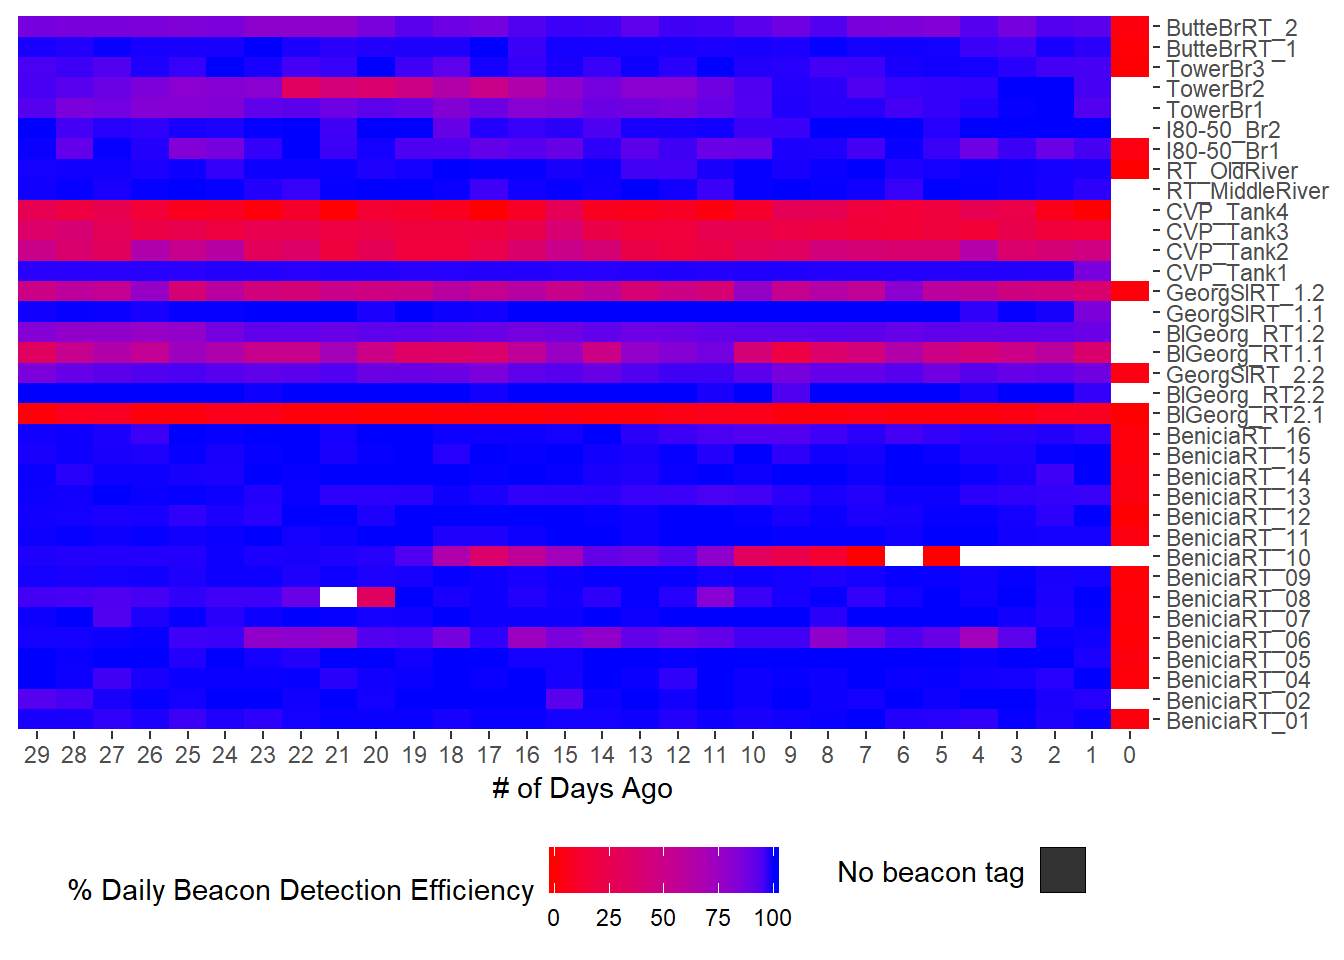 ButteBrRT_2
ButteBrRT_1
TowerBr3
TowerBr2
TowerBr1
I80-50_Br2
I80-50_Br1
RT_OldRiver
RT_MiddleRiver
CVP_Tank4
CVP_Tank3
CVP_Tank2
CVP_Tank1
GeorgSlRT_1.2
GeorgSlRT_1.1
BlGeorg_RT1.2
BlGeorg_RT1.1
GeorgSlRT_2.2
BlGeorg_RT2.2
BlGeorg_RT2.1
BeniciaRT_16
BeniciaRT_15
BeniciaRT_14
BeniciaRT_13
BeniciaRT_12
BeniciaRT_11
BeniciaRT_10
BeniciaRT_09
BeniciaRT_08
BeniciaRT_07
BeniciaRT_06
BeniciaRT_05
BeniciaRT_04
BeniciaRT_02
BeniciaRT_01
29 28 27 26 25 24 23 22 21 20 19 18 17 16 15 14 13 12 11 10 9 8 7 6 5 4 3 2 1 0
# of Days Ago
% Daily Beacon Detection Efficiency
0 25 50 75 100
No beacon tag